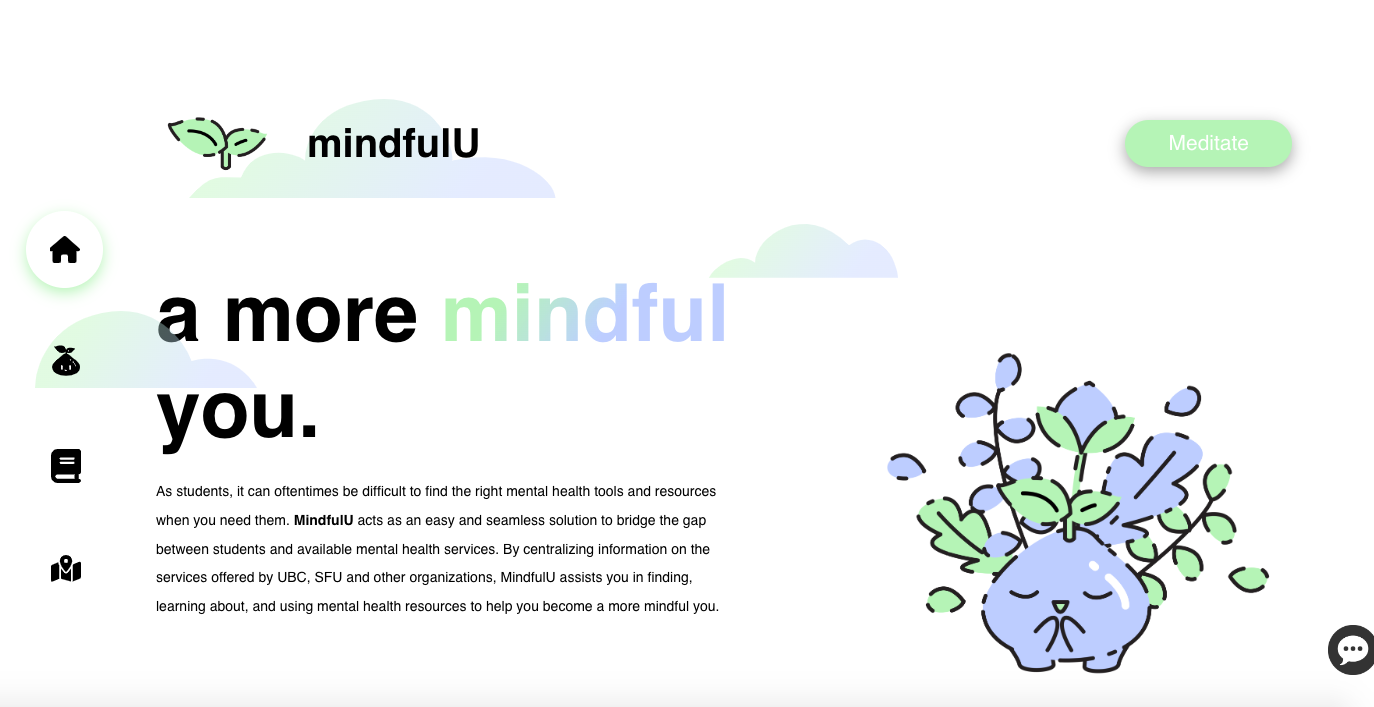 mindfulU
Meditate
a more mindful
you.
As students, it can oftentimes be difficult to find the right mental health tools and resources
when you need them. MindfulU acts as an easy and seamless solution to bridge the gap
between students and available mental health services. By centralizing information on the
services offered by UBC, SFU and other organizations, MindfulU assists you in finding,
learning about, and using mental health resources to help you become a more mindful you.